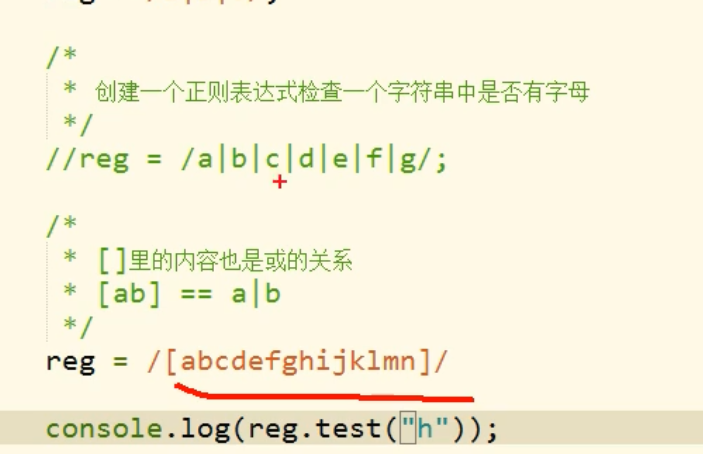 /*
* 创建一个正则表达式检查一个字符串中是否有字母
*/
//reg = /a|b|c|d|e|f|g/;
/*
* []里的内容也是或的关系
* [ab] == a|b
*/
reg = /[abcdefghijklmn]/
console.log(reg.test("h"));